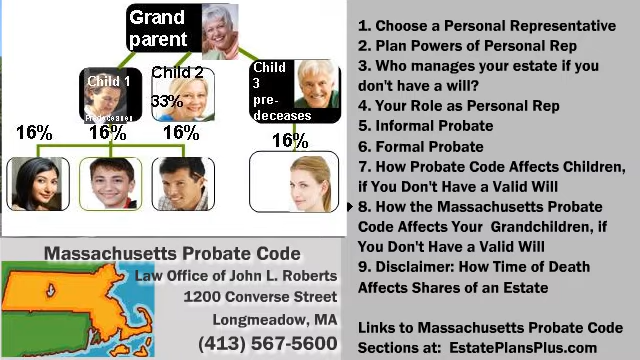 Grand
parent
Child 1
Predeceases
Child 2
33%
Child
3
pre-
deceases
16%
16%
16%
16%
Massachusetts Probate Code
Law Office of John L. Roberts
1200 Converse Street
Longmeadow, MA
(413) 567-5600
1. Choose a Personal Representative
2. Plan Powers of Personal Rep
3. Who manages your estate if you
don't have a will?
4. Your Role as Personal Rep
5. Informal Probate
6. Formal Probate
7. How Probate Code Affects Children,
if You Don't Have a Valid Will
8. How the Massachusetts Probate
Code Affects Your Grandchildren, if
You Don't Have a Valid Will
9. Disclaimer: How Time of Death
Affects Shares of an Estate
Links to Massachusetts Probate Code
Sections at: EstatePlansPlus.com